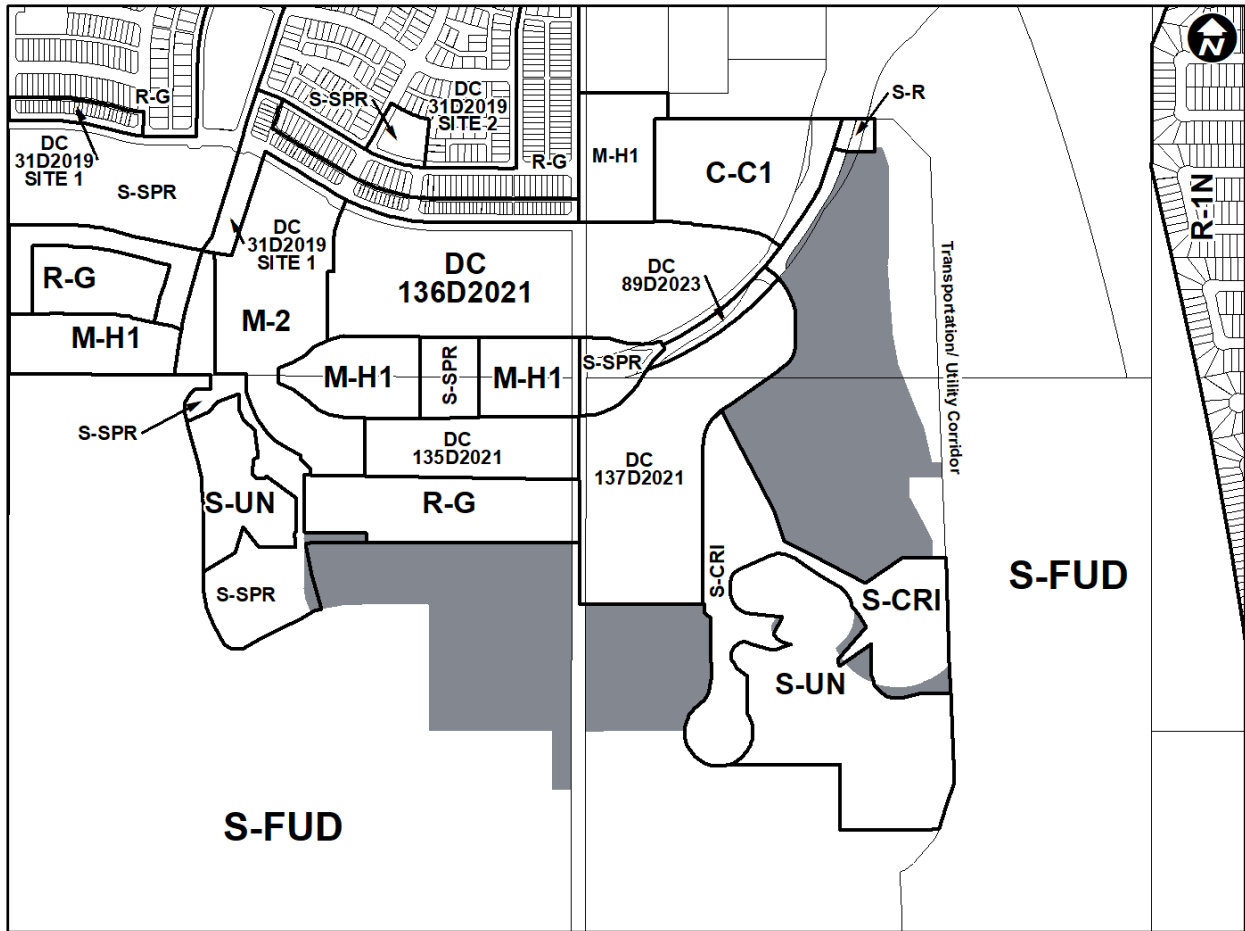 N
R-G
S-SPR
DC
31D2019
SITE 2
S-R
DC
31D2019
SITE 1
S-SPR
R-G
M-H1
C-C1
R-1N
DC
31D2019
SITE 1
R-G
DC
136D2021
DC
89D2023
Transportation/ Utility Corridor
M-2
M-H1
M-H1
S-SPR
M-H1
S-SPR
S-SPR
DC
135D2021
DC
137D2021
S-UN
R-G
S-CRI
S-FUD
S-SPR
S-CRI
S-UN
S-FUD